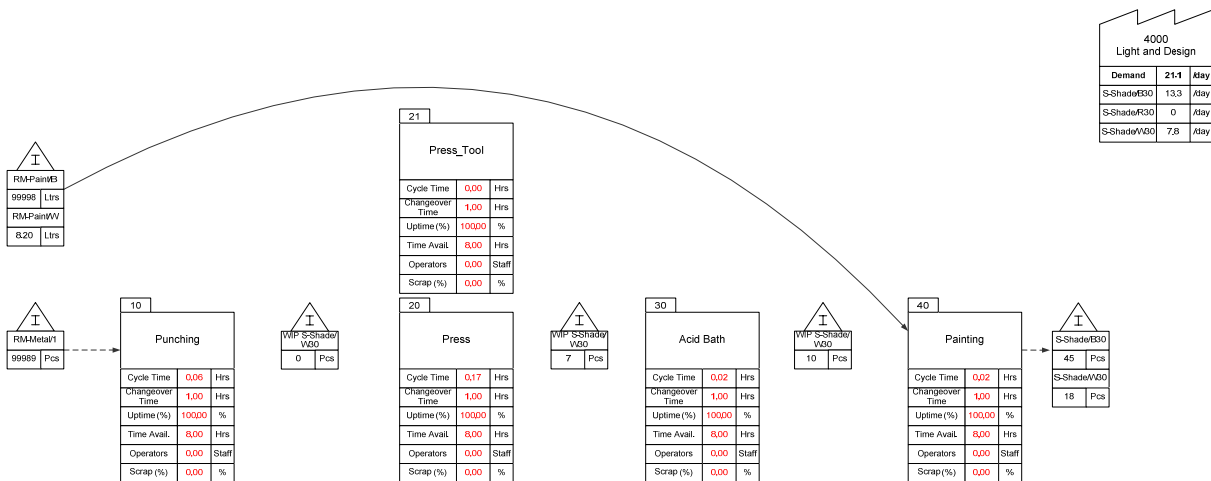 4000
Light and Design
Demand 21.1 /day
S-Shade/B30 13,3 /day
S-Shade/R30 0 /day
S-Shade/W30 7,8 /day
21
Press_Tool
Cycle Time 0,00 Hrs
Changeover
Time 1,00 Hrs
Uptime (%) 100,00 %
Time Avail. 8,00 Hrs
Operators 0,00 Staff
Scrap (%) 0,00 %
I
RM-Paint/B
99998 Ltrs
RM-Paint/W
8.20 Ltrs
I
RM-Metal/1
99989 Pcs
10
Punching
Cycle Time 0,06 Hrs
Changeover
Time 1,00 Hrs
Uptime (%) 100,00 %
Time Avail. 8,00 Hrs
Operators 0,00 Staff
Scrap (%) 0,00 %
I
WIP S-Shade/
W30
0 Pcs
20
Press
Cycle Time 0,17 Hrs
Changeover
Time 1,00 Hrs
Uptime (%) 100,00 %
Time Avail. 8,00 Hrs
Operators 0,00 Staff
Scrap (%) 0,00 %
I
WIP S-Shade/
W30
7 Pcs
30
Acid Bath
Cycle Time 0,02 Hrs
Changeover
Time 1,00 Hrs
Uptime (%) 100,00 %
Time Avail. 8,00 Hrs
Operators 0,00 Staff
Scrap (%) 0,00 %
I
WIP S-Shade/
W30
10 Pcs
40
Painting
Cycle Time 0,02 Hrs
Changeover
Time 1,00 Hrs
Uptime (%) 100,00 %
Time Avail. 8,00 Hrs
Operators 0,00 Staff
Scrap (%) 0,00 %
I
S-Shade/B30
45 Pcs
S-Shade/W30
18 Pcs